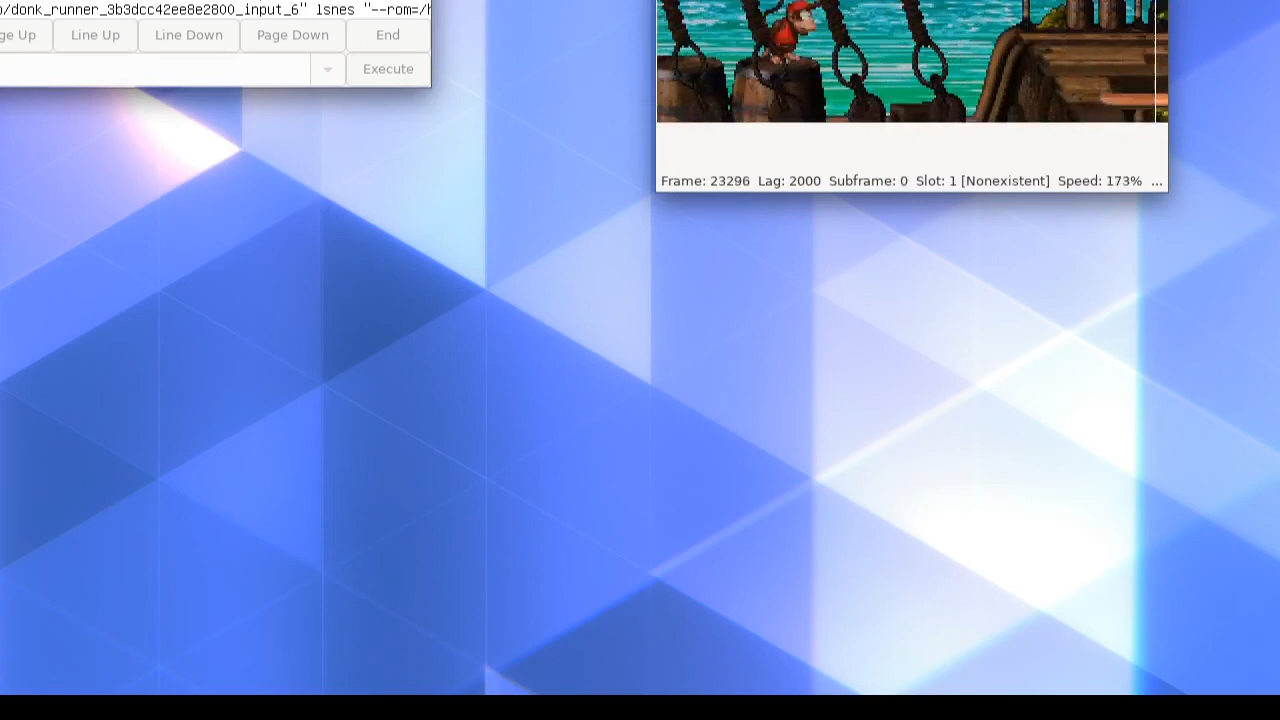 /donk_runner_3b3dcc42ee8e2800_input_6" lsnes "--rom=/h
ge Up Line Up Line Down Page Down End
Execute
Frame: 23296 Lag: 2000 Subframe: 0 Slot: 1 [Nonexistent] Speed: 173% ...